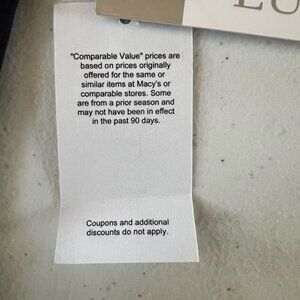 LU
"Comparable Value" prices are
based on prices originally
offered for the same or
similar items at Macy's or
comparable stores. Some
are from a prior season and
may not have been in effect
in the past 90 days.
Coupons and additional
discounts do not apply.